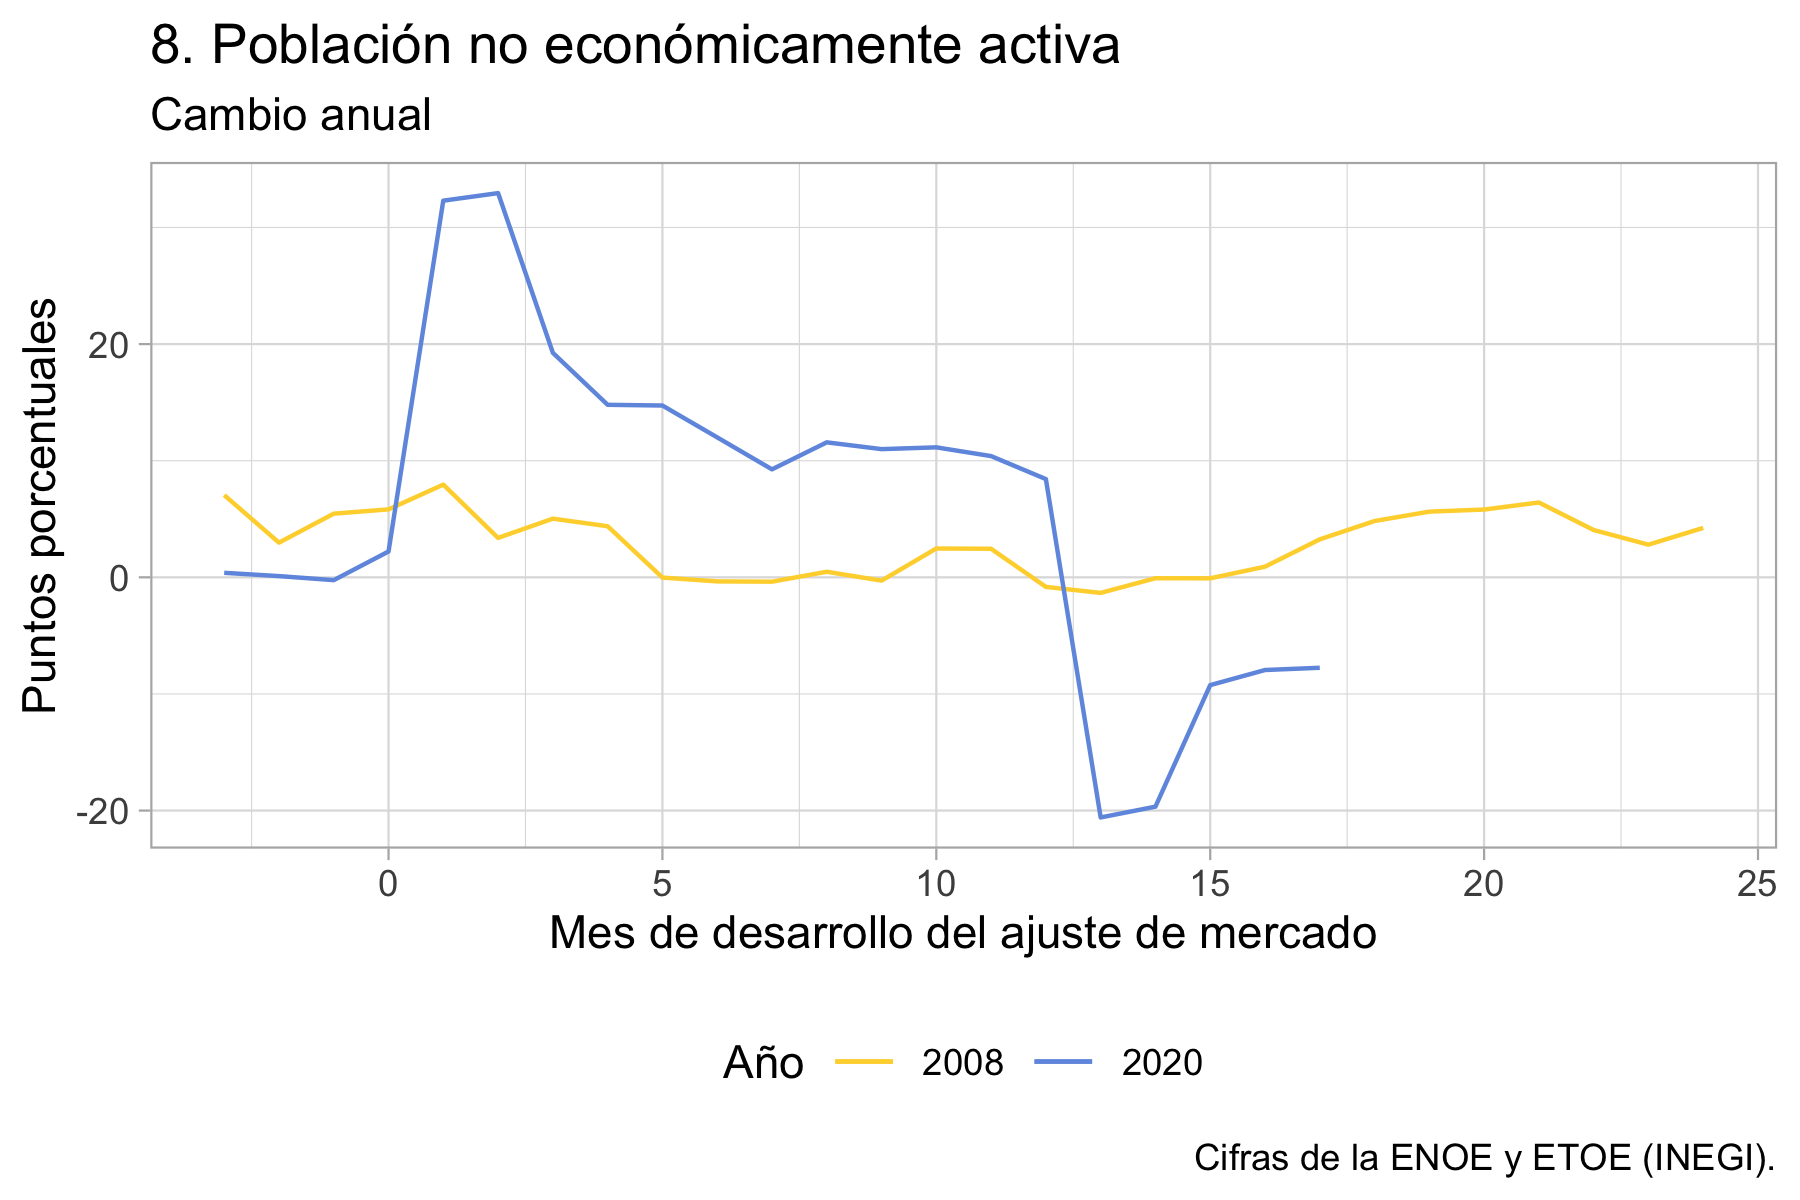 8. Población no económicamente activa
Cambio anual
Puntos porcentuales
20
0
-20
0 5 10 15 20 25
Mes de desarrollo del ajuste de mercado
Año 2008 2020
Cifras de la ENOE y ETOE (INEGI).